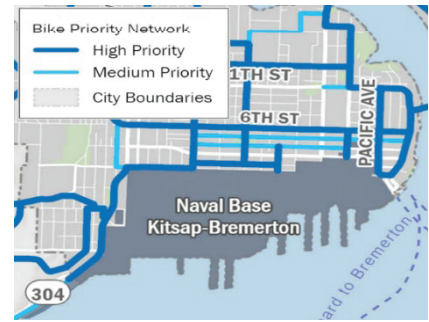 Bike Priority Network
High Priority
Medium Priority
City Boundaries
1TH ST
6TH ST
PACIFIC AVE
Naval Base
Kitsap-Bremerton
304
ard to Bremerton